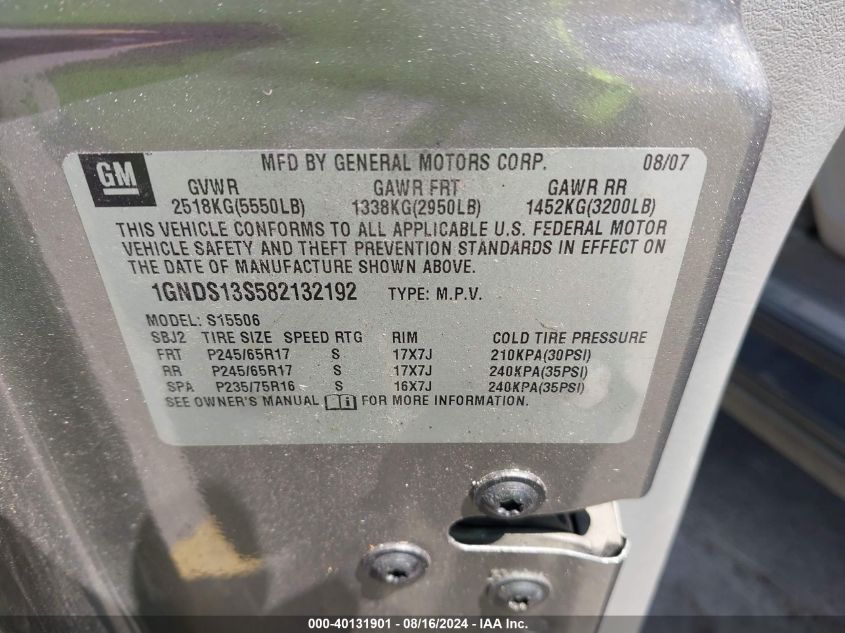 GM
MFD BY GENERAL MOTORS CORP. 08/07
GVWR GAWR FRT GAWR RR
2518KG(5550LB) 1338KG(2950LB) 1452KG(3200LB)
THIS VEHICLE CONFORMS TO ALL APPLICABLE U.S. FEDERAL MOTOR
VEHICLE SAFETY AND THEFT PREVENTION STANDARDS IN EFFECT ON
THE DATE OF MANUFACTURE SHOWN ABOVE.
1GNDS13S582132192 TYPE: M.P.V.
MODEL: S15506
SBJ2 TIRE SIZE SPEED RTG RIM COLD TIRE PRESSURE
FRT P245/65R17 S 17X7J 210KPA(30PSI)
RR P245/65R17 S 17X7J 240KPA(35PSI)
SPA P235/75R16 S 16X7J 240KPA(35PSI)
SEE OWNER'S MANUAL FOR MORE INFORMATION.
000-40131901 - 08/16/2024 - IAA Inc.